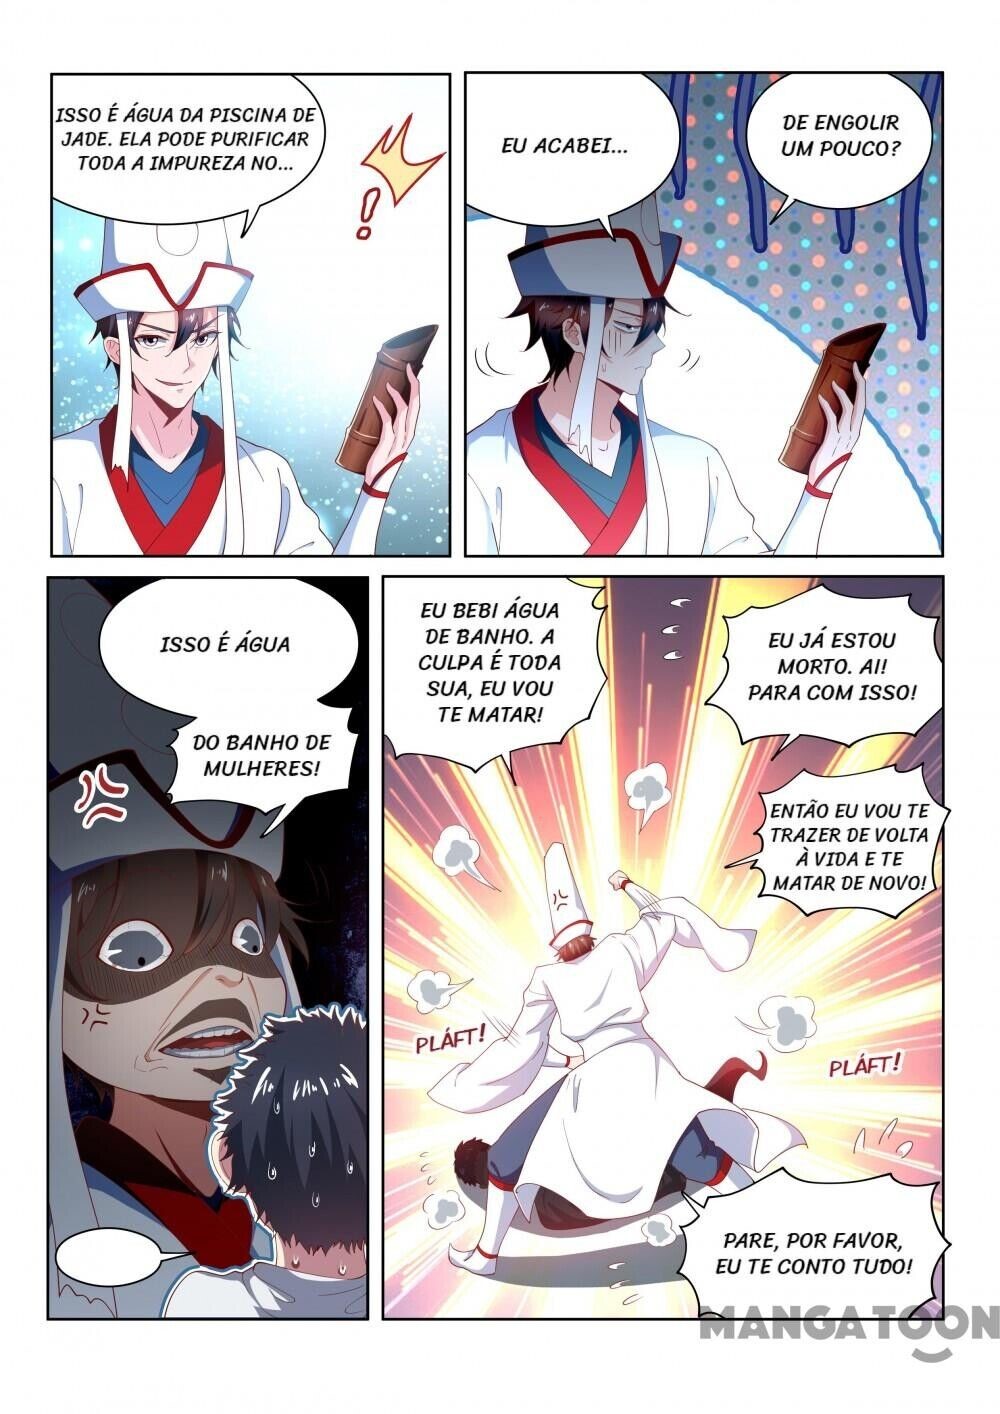 ISSO É ÁGUA DA PISCINA DE
JADE. ELA PODE PURIFICAR
TODA A IMPUREZA NO...
!
EU ACABEI...
DE ENGOLIR
UM POUCO?
ISSO É ÁGUA
DO BANHO DE
MULHERES!
EU BEBI ÁGUA
DE BANHO. A
CULPA É TODA
SUA, EU VOU
TE MATAR!
EU JÁ ESTOU
MORTO. AI!
PARA COM ISSO!
ENTÃO EU VOU TE
TRAZER DE VOLTA
À VIDA E TE
MATAR DE NOVO!
PLÁFT!
PLÁFT!
PARE, POR FAVOR,
EU TE CONTO TUDO!
MANGATOON